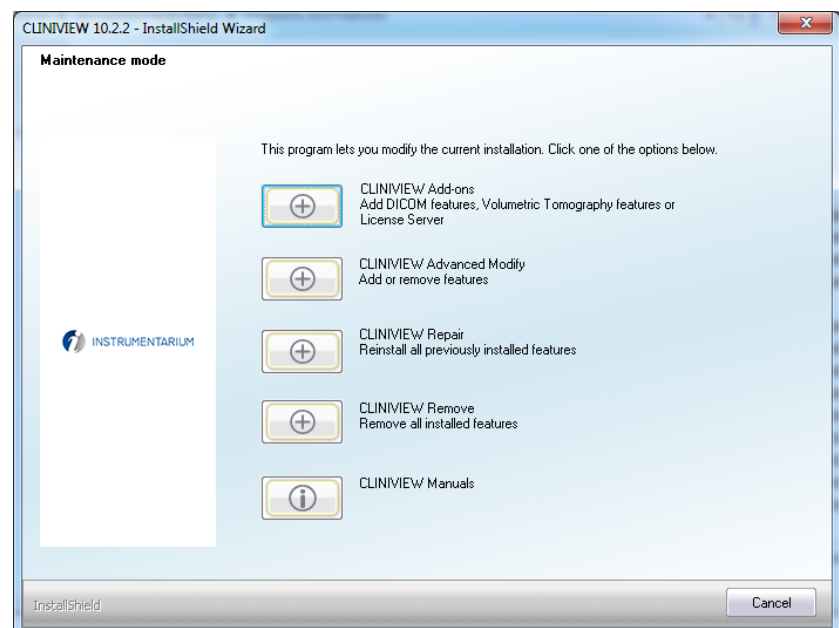 CLINIVIEW 10.2.2 - InstallShield Wizard
Maintenance mode
This program lets you modify the current installation. Click one of the options below.
CLINIVIEW Add-ons
Add DICOM features, Volumetric Tomography features or
License Server
CLINIVIEW Advanced Modify
Add or remove features
CLINIVIEW Repair
Reinstall all previously installed features
INSTRUMENTARIUM
CLINIVIEW Remove
Remove all installed features
CLINIVIEW Manuals
InstallShield
Cancel